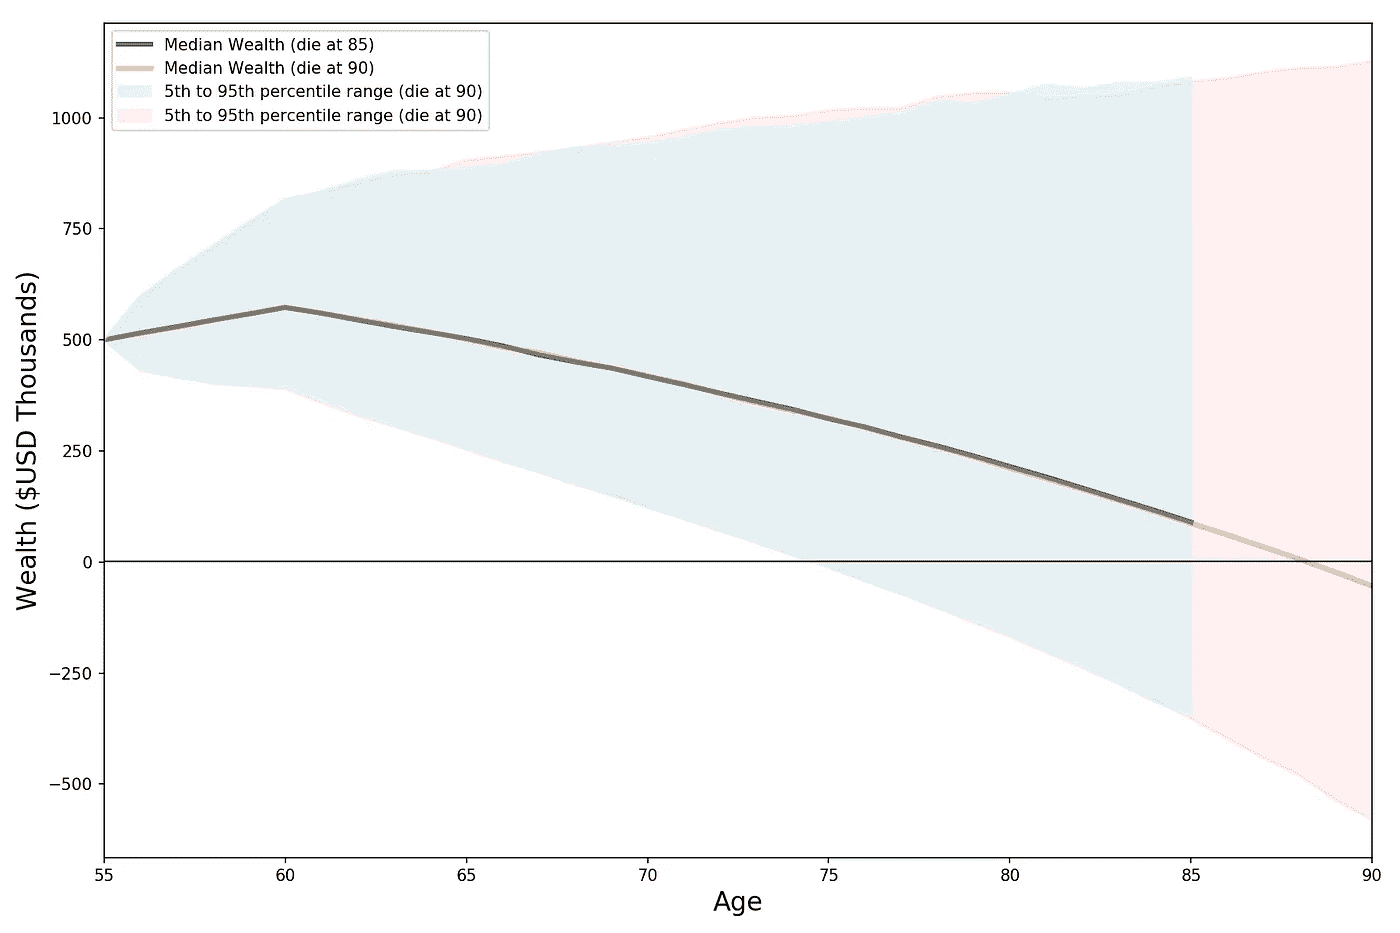 Median Wealth (die at 85)
Median Wealth (die at 90)
5th to 95th percentile range (die at 90)
5th to 95th percentile range (die at 90)
1000
750
500
250
0
−250
−500
Wealth ($USD Thousands)
55 60 65 70 75 80 85 90
Age